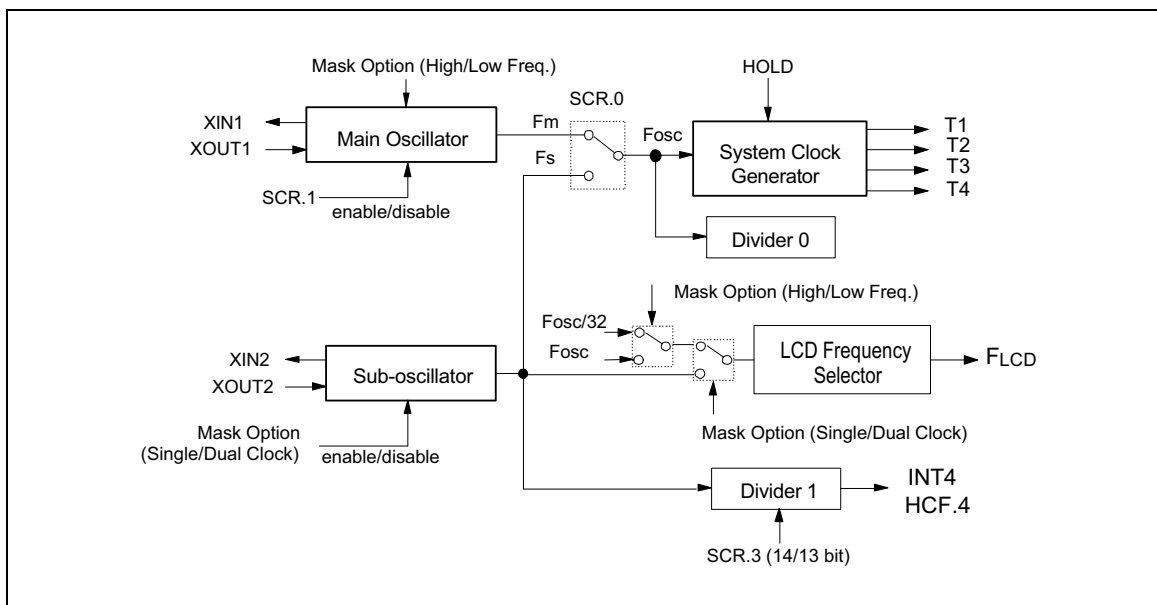 Mask Option (High/Low Freq.)
HOLD
SCR.0
XIN1
XOUT1
Main Oscillator
Fm
Fosc
System Clock
Generator
T1
T2
T3
T4
Fs
SCR.1
enable/disable
Divider 0
Mask Option (High/Low Freq.)
Fosc/32
Fosc
LCD Frequency
Selector
FLCD
XIN2
XOUT2
Sub-oscillator
Mask Option
(Single/Dual Clock)
enable/disable
Mask Option (Single/Dual Clock)
Divider 1
INT4
HCF.4
SCR.3 (14/13 bit)